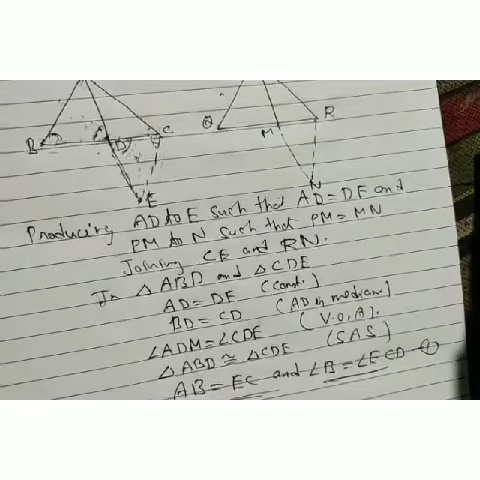 B D C Q M R
E N
Producing AD to E such that AD = DE and
PM to N such that PM = MN
Joining CE and RN.
In △ ABD and △ CDE
AD = DE (const.)
BD = CD (AD is median)
∠ADM = ∠CDE (V.O.A).
△ ABD ≅ △CDE (SAS)
AB = EC and ∠B = ∠ECD - ①